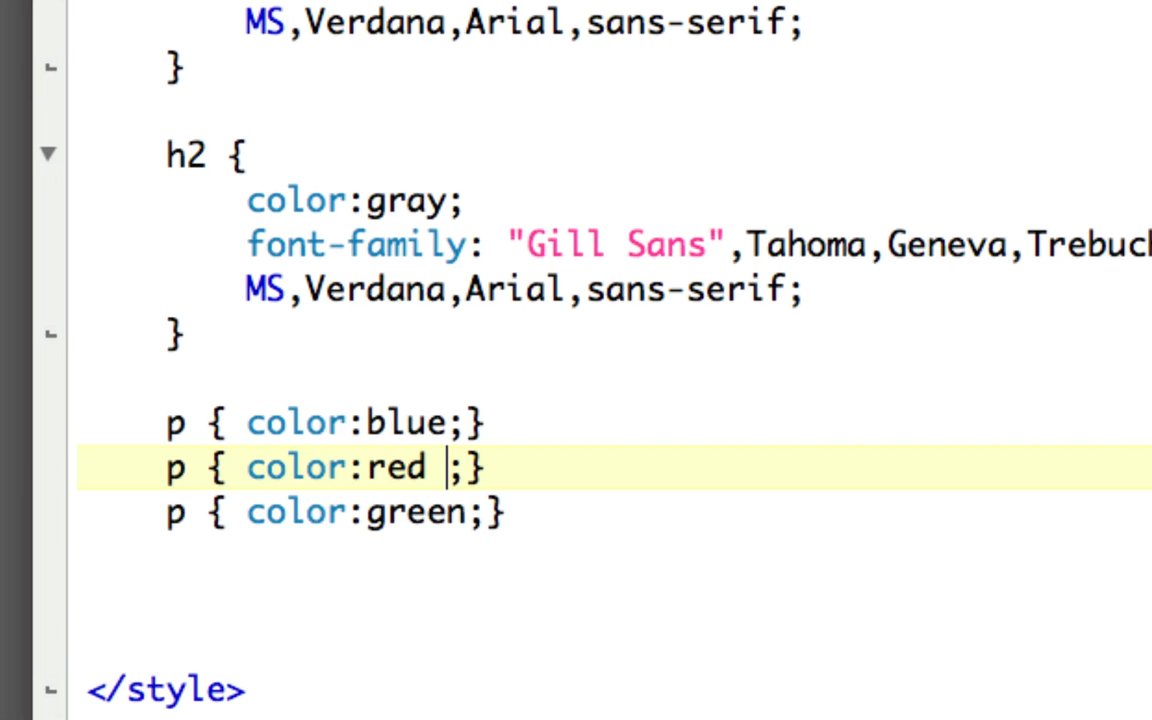 MS,Verdana,Arial,sans-serif;
}
h2 {
color:gray;
font-family: "Gill Sans",Tahoma,Geneva,
MS,Verdana,Arial,sans-serif;
}
p { color:blue;}
p { color:red ;}
p { color:green;}
</style>